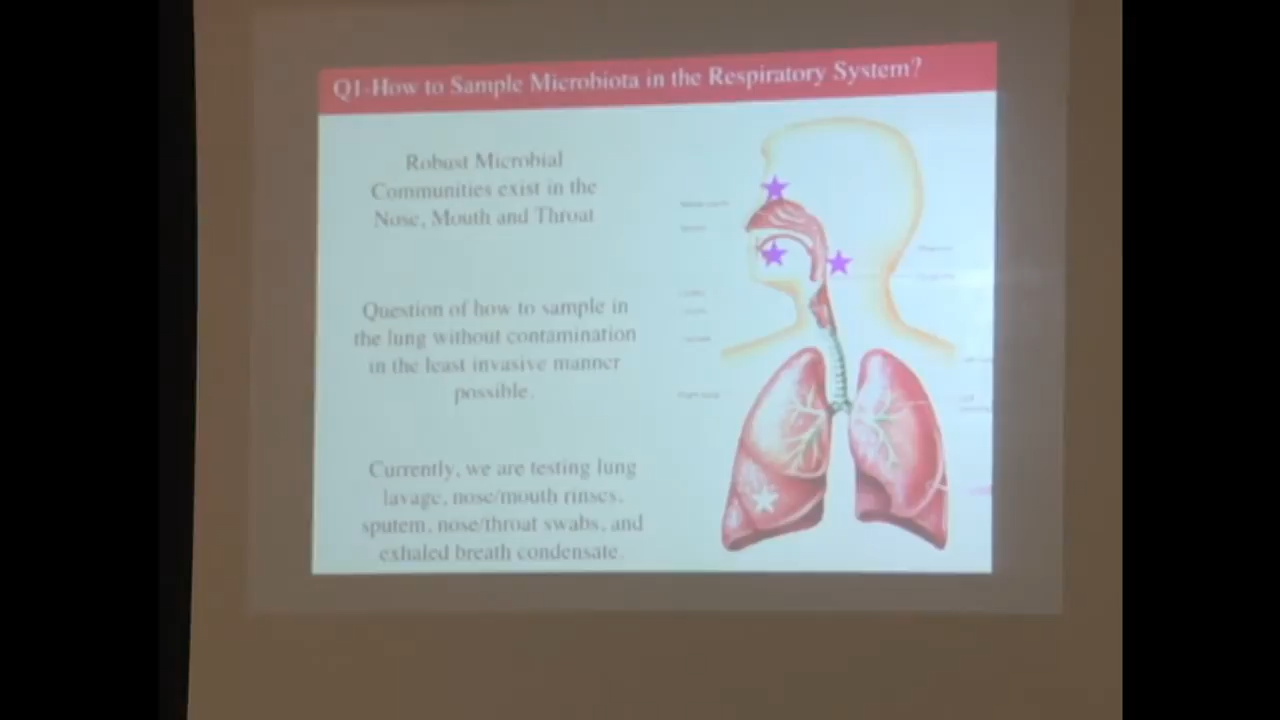 Q1-How to Sample Microbiota in the Respiratory System?
Robust Microbial
Communities exist in the
Nose, Mouth and Throat
Question of how to sample in
the lung without contamination
in the least invasive manner
possible.
Currently, we are testing lung
lavage, nose/mouth rinses,
sputem, nose/throat swabs, and
exhaled breath condensate.